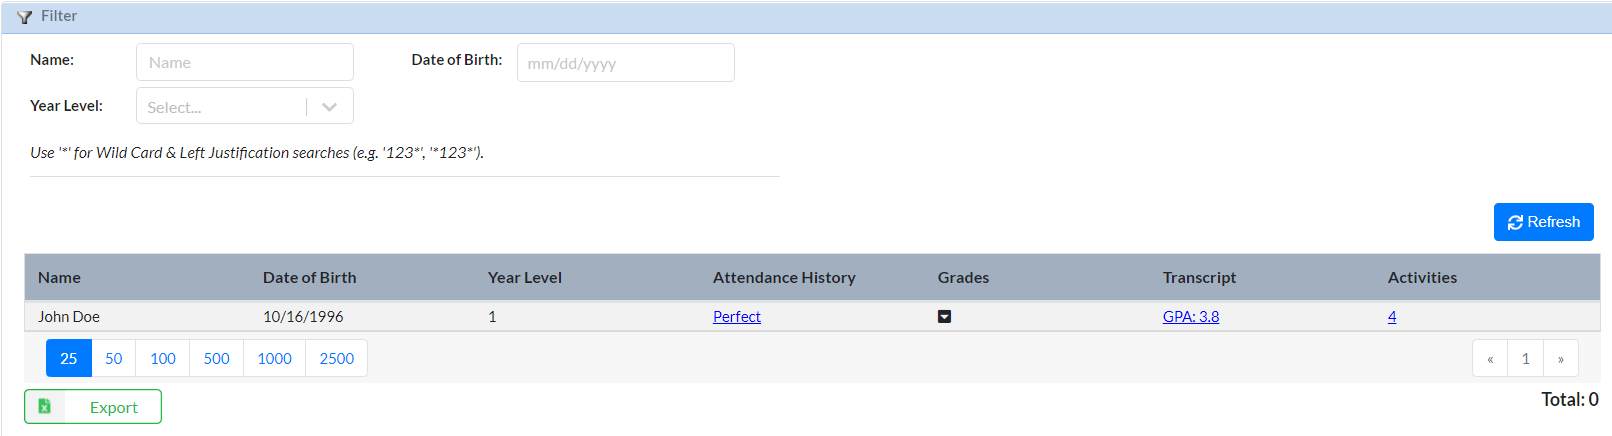 Filter
Name: Name Date of Birth: mm/dd/yyyy
Year Level: Select...
Use '*' for Wild Card & Left Justification searches (e.g. '123*', '*123*').
Refresh
Name Date of Birth Year Level Attendance History Grades Transcript Activities
John Doe 10/16/1996 1 Perfect GPA: 3.8 4
25 50 100 500 1000 2500 « 1 »
Export Total: 0